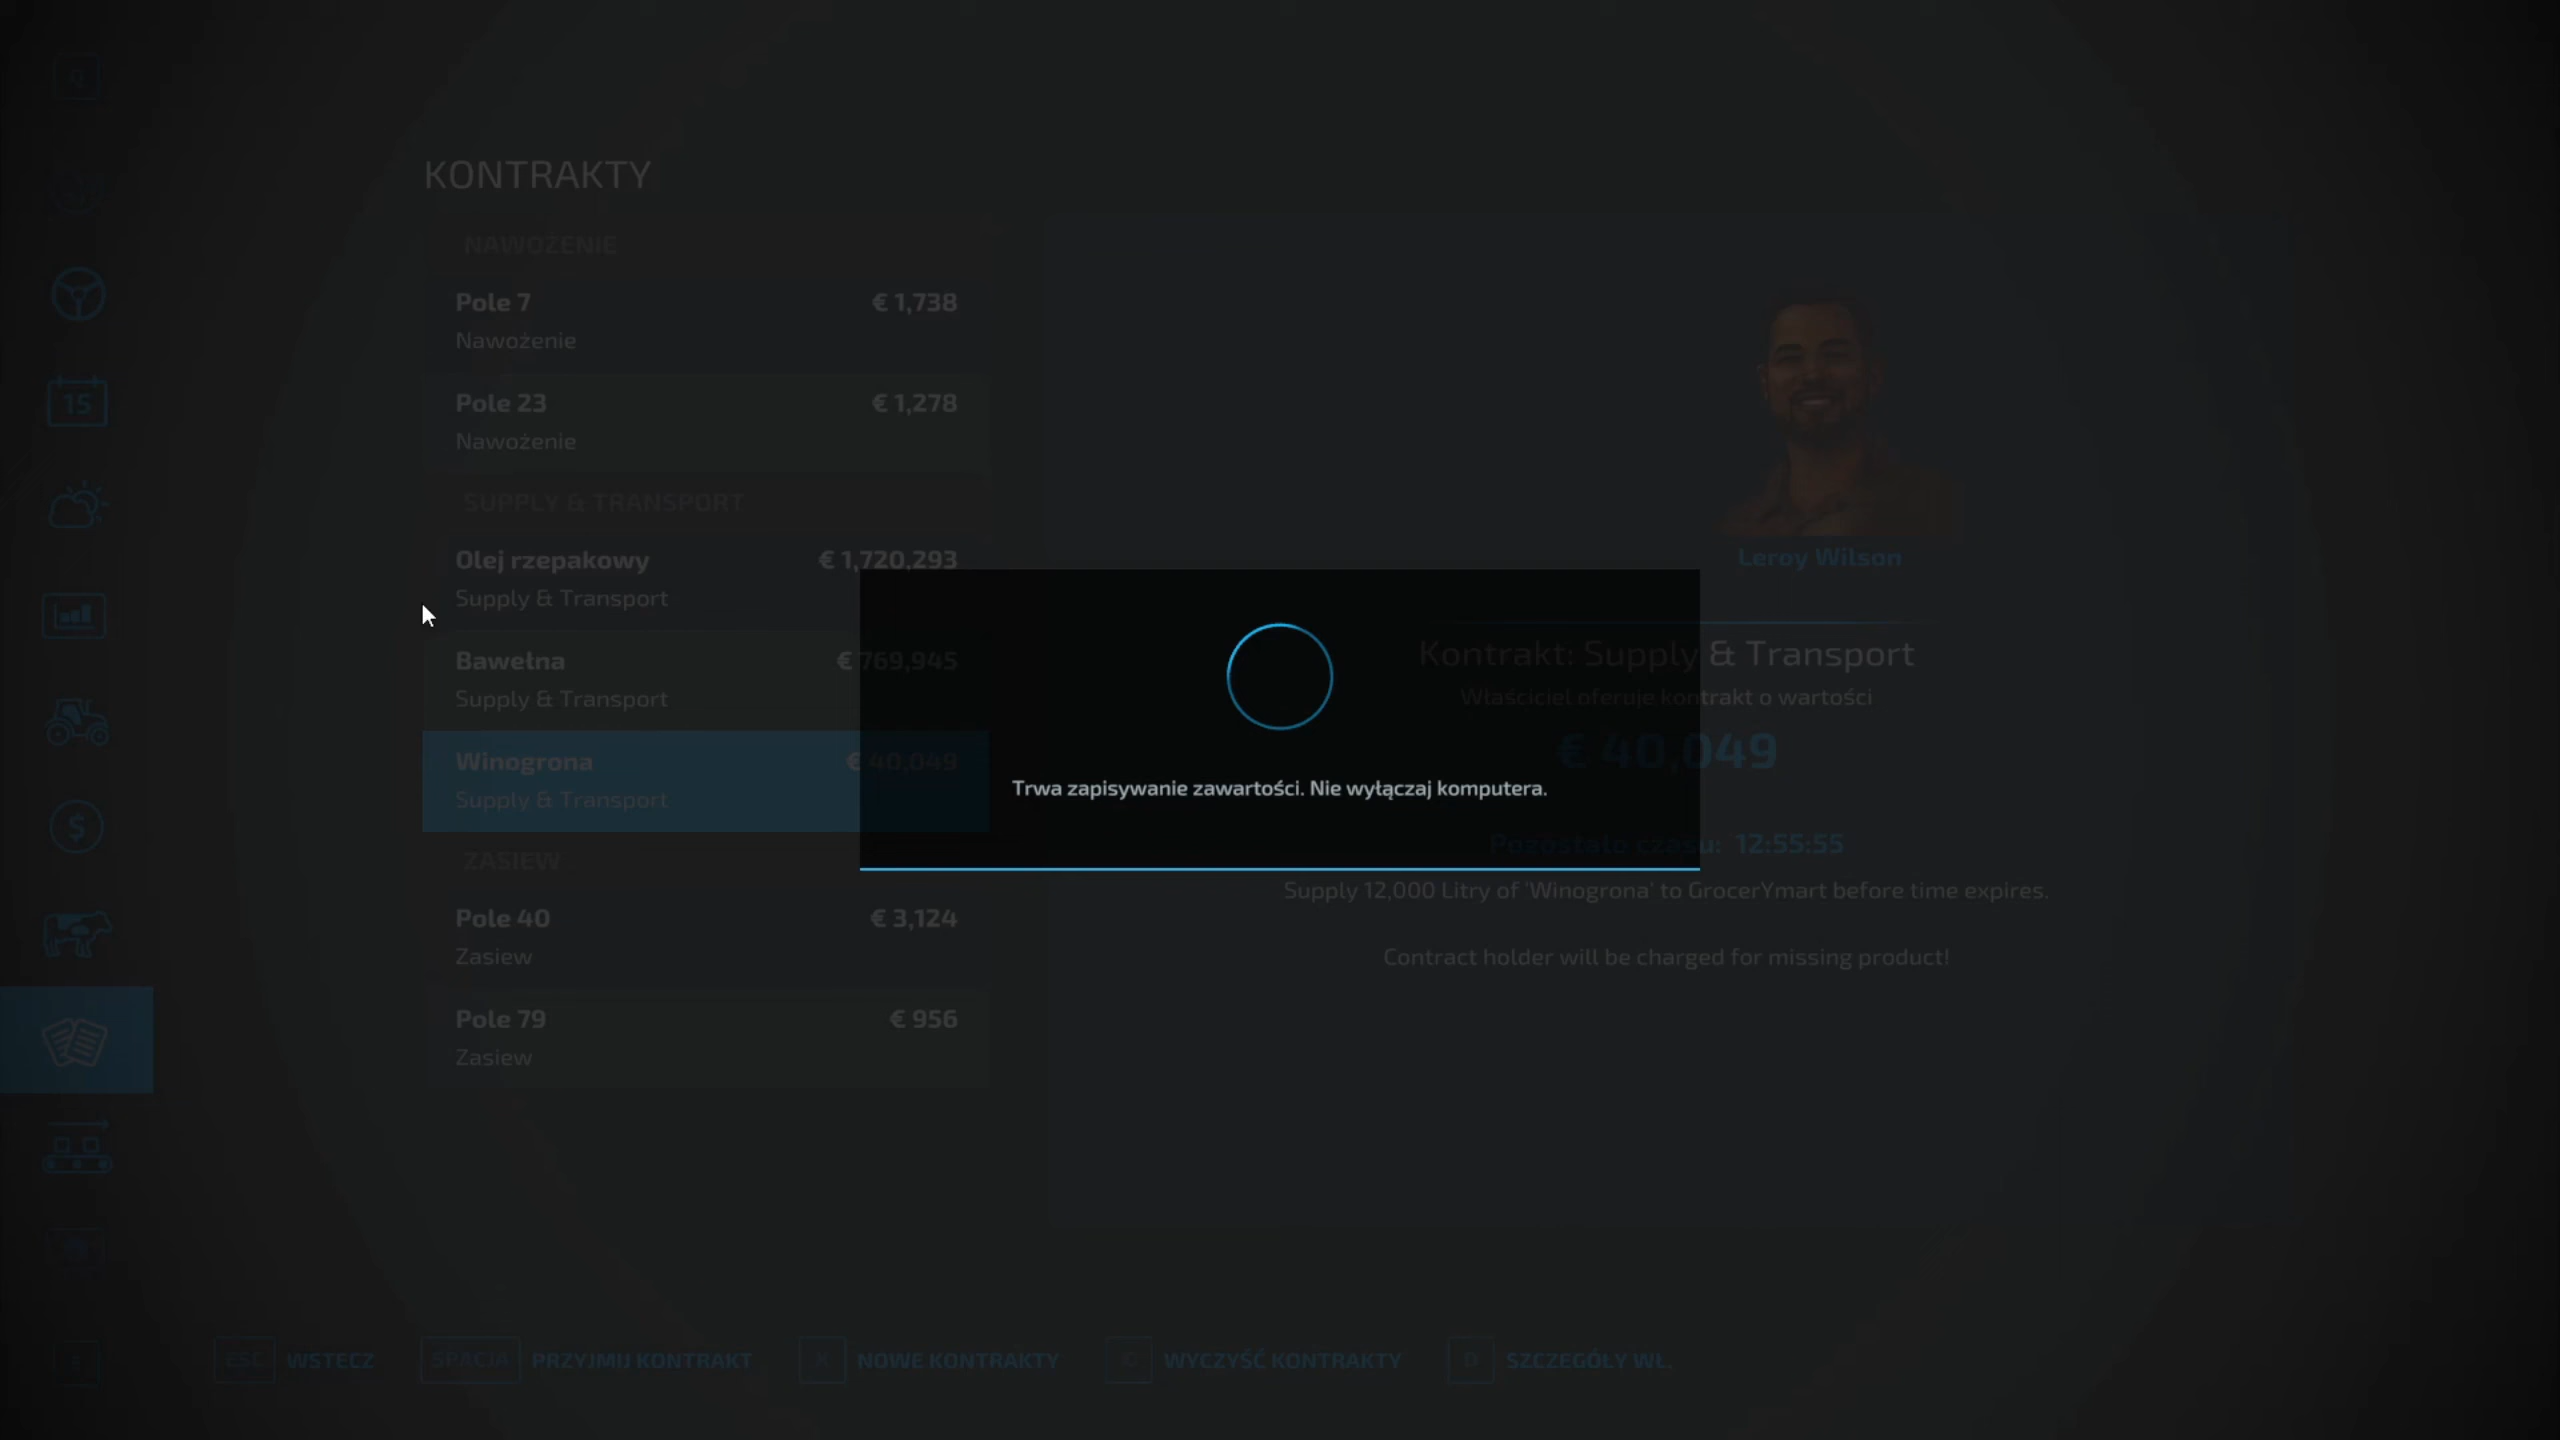 KONTRAKTY
NAWOŻENIE
Pole 7 € 1,738
Nawożenie
Pole 23 € 1,278
Nawożenie
SUPPLY & TRANSPORT
Olej rzepakowy € 1,720,293
Supply & Transport
Bawełna € 769,945
Supply & Transport
Winogrona € 40,049
Supply & Transport
ZASIEW
Pole 40 € 3,124
Zasiew
Pole 79 € 956
Zasiew
15
$
Leroy Wilson
Kontrakt: Supply & Transport
Właściciel oferuje kontrakt o wartości
€ 40,049
Pozostało czasu: 12:55:55
Supply 12,000 Litry of 'Winogrona' to GrocerYmart before time expires.
Contract holder will be charged for missing product!
Trwa zapisywanie zawartości. Nie wyłączaj komputera.
ESC WSTECZ SPACJA PRZYJMIJ KONTRAKT NOWE KONTRAKTY WYCZYŚĆ KONTRAKTY SZCZEGÓŁY WŁ.